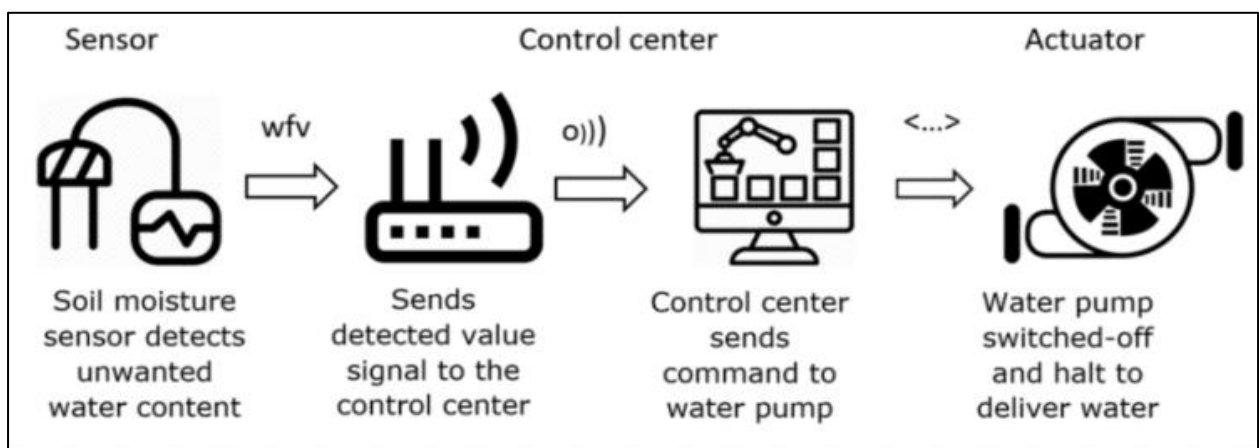 Sensor
Control center
Actuator
wfv
o)))
<...>
Soil moisture
sensor detects
unwanted
water content
Sends
detected value
signal to the
control center
Control center
sends
command to
water pump
Water pump
switched-off
and halt to
deliver water